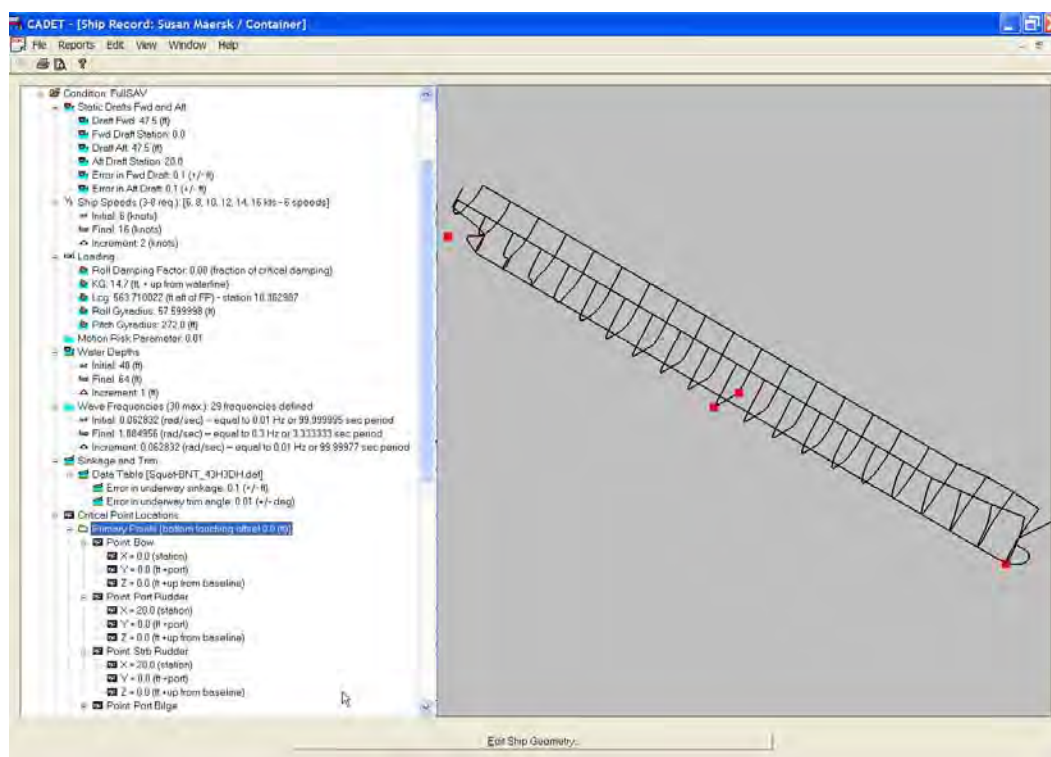 CADET - [Ship Record: Susan Maersk / Container]
File Reports Edit View Window Help
Condition: FullSAV
Static Drafts Fwd and Aft
Draft Fwd: 47.5 (ft)
Fwd Draft Station: 0.0
Draft Aft: 47.5 (ft)
Aft Draft Station: 20.0
Error in Fwd Draft: 0.1 (+/- ft)
Error in Aft Draft: 0.1 (+/- ft)
Ship Speeds (3-8 req.): [6, 8, 10, 12, 14, 16 kts - 6 speeds]
Initial: 6 (knots)
Final: 16 (knots)
Increment: 2 (knots)
Loading
Roll Damping Factor: 0.00 (fraction of critical damping)
KG: 14.7 (ft, + up from waterline)
Lcg: 563.710022 (ft aft of FP) - station 10.362987
Roll Gyradius: 57.599998 (ft)
Pitch Gyradius: 272.0 (ft)
Motion Risk Parameter: 0.01
Water Depths
Initial: 48 (ft)
Final: 64 (ft)
Increment: 1 (ft)
Wave Frequencies (30 max.): 29 frequencies defined
Initial: 0.062832 (rad/sec) -- equal to 0.01 Hz or 99.999995 sec period
Final: 1.884956 (rad/sec) -- equal to 0.3 Hz or 3.333333 sec period
Increment: 0.062832 (rad/sec) -- equal to 0.01 Hz or 99.99977 sec period
Sinkage and Trim
Data Table [Squat-BNT_43H3DH.dat]
Error in underway sinkage: 0.1 (+/- ft)
Error in underway trim angle: 0.01 (+/- deg)
Critical Point Locations
Primary Points [bottom touching offset 0.0 (ft)]
Point: Bow
X = 0.0 (station)
Y = 0.0 (ft +port)
Z = 0.0 (ft +up from baseline)
Point: Port Rudder
X = 20.0 (station)
Y = 0.0 (ft +port)
Z = 0.0 (ft +up from baseline)
Point: Strb Rudder
X = 20.0 (station)
Y = 0.0 (ft +port)
Z = 0.0 (ft +up from baseline)
Point: Port Bilge
Edit Ship Geometry...